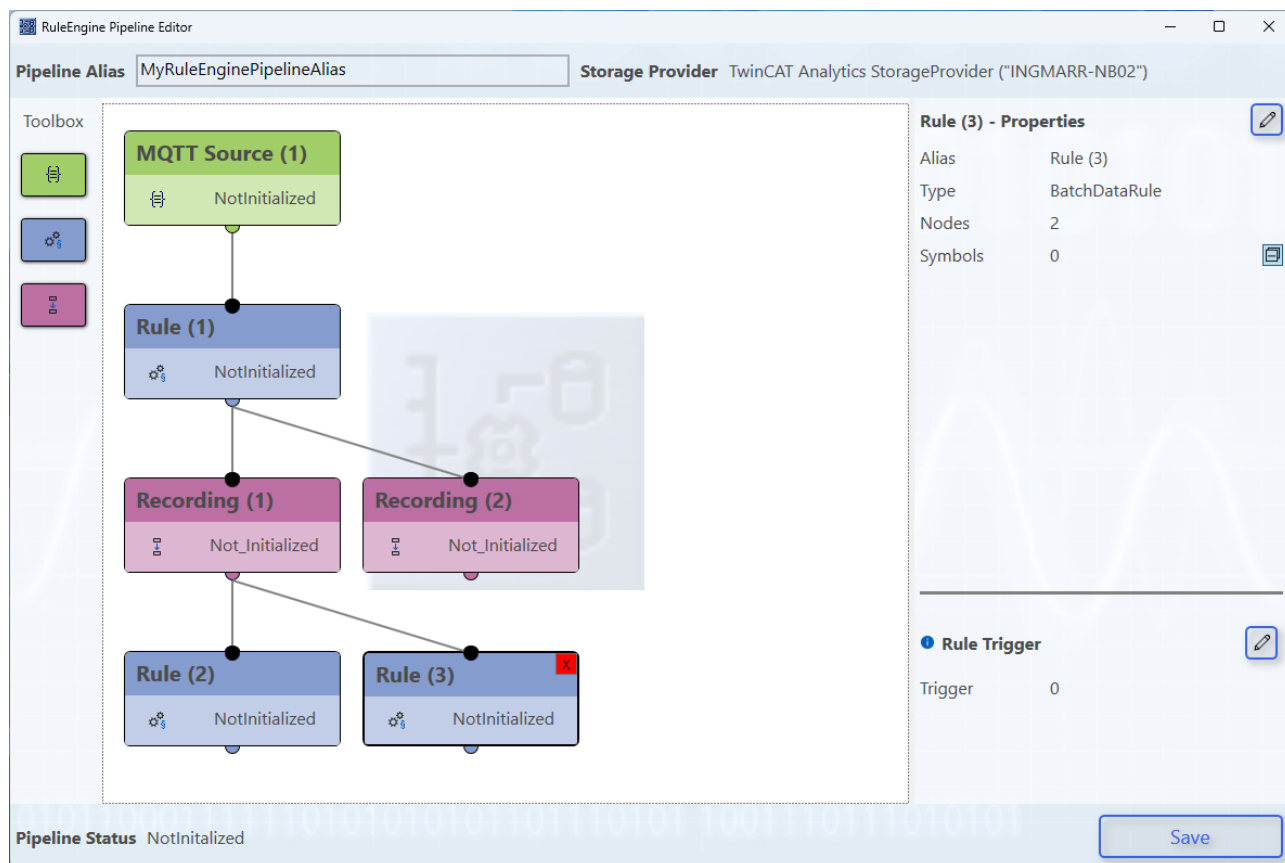 RuleEngine Pipeline Editor
Pipeline Alias MyRuleEnginePipelineAlias Storage Provider TwinCAT Analytics StorageProvider ("INGMARR-NB02")
Toolbox
MQTT Source (1)
NotInitialized
Rule (1)
NotInitialized
Recording (1)
Not_Initialized
Recording (2)
Not_Initialized
Rule (2)
NotInitialized
Rule (3)
X
NotInitialized
Rule (3) - Properties
Alias Rule (3)
Type BatchDataRule
Nodes 2
Symbols 0
Rule Trigger
Trigger 0
Pipeline Status NotInitalized
Save